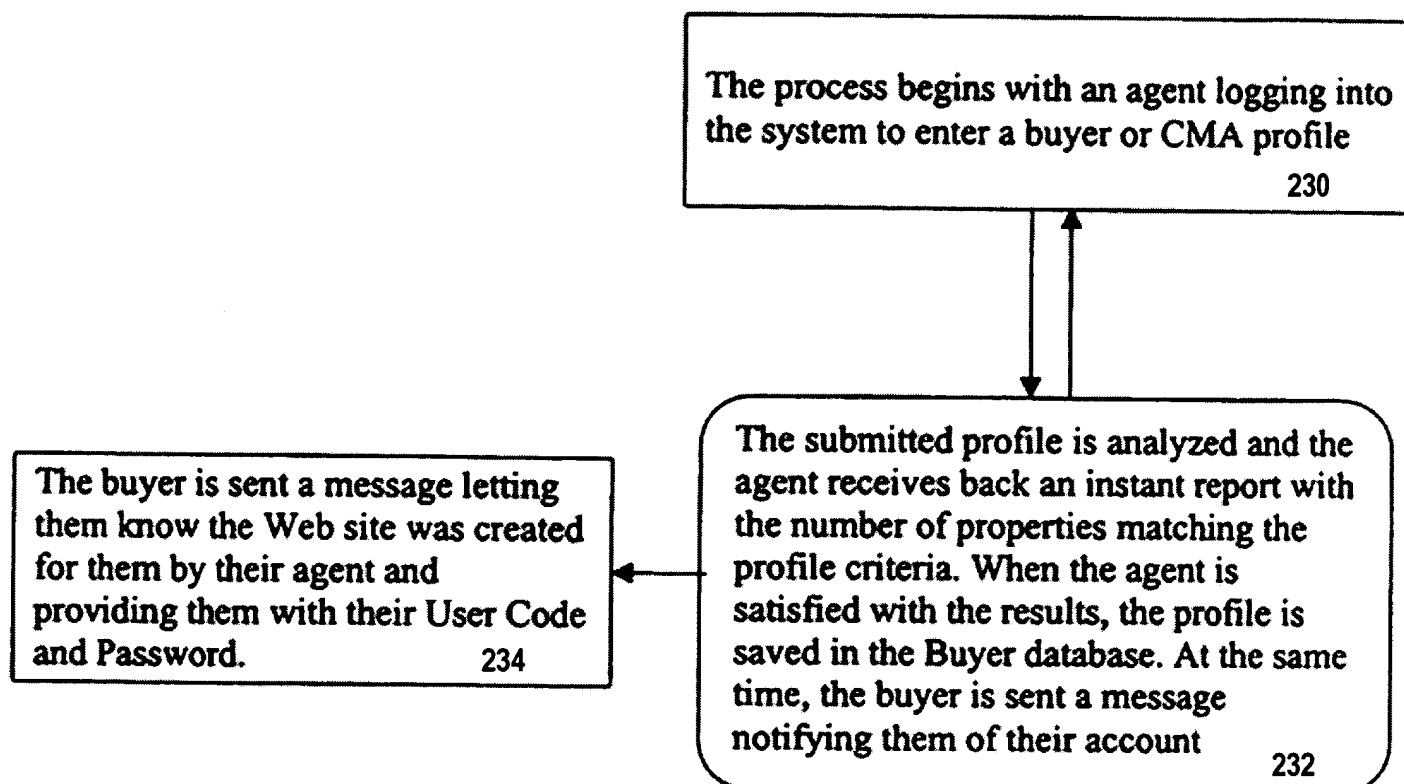 The process begins with an agent logging into
the system to enter a buyer or CMA profile
230
The submitted profile is analyzed and the
agent receives back an instant report with
the number of properties matching the
profile criteria. When the agent is
satisfied with the results, the profile is
saved in the Buyer database. At the same
time, the buyer is sent a message
notifying them of their account
232
The buyer is sent a message letting
them know the Web site was created
for them by their agent and
providing them with their User Code
and Password.
234